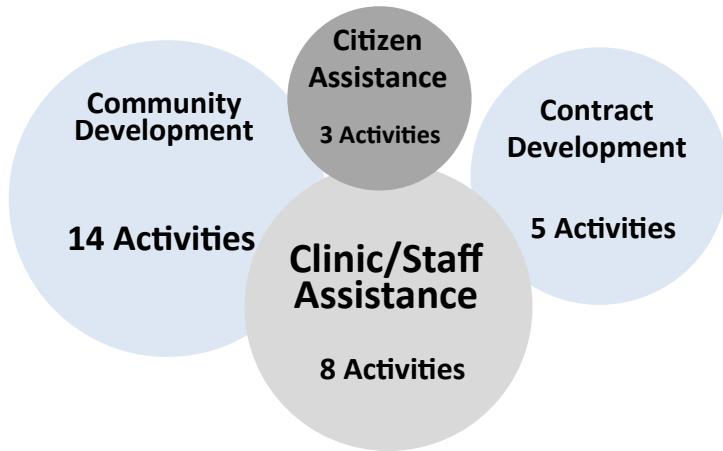 Community
Development
14 Activities
Citizen
Assistance
3 Activities
Contract
Development
5 Activities
Clinic/Staff
Assistance
8 Activities